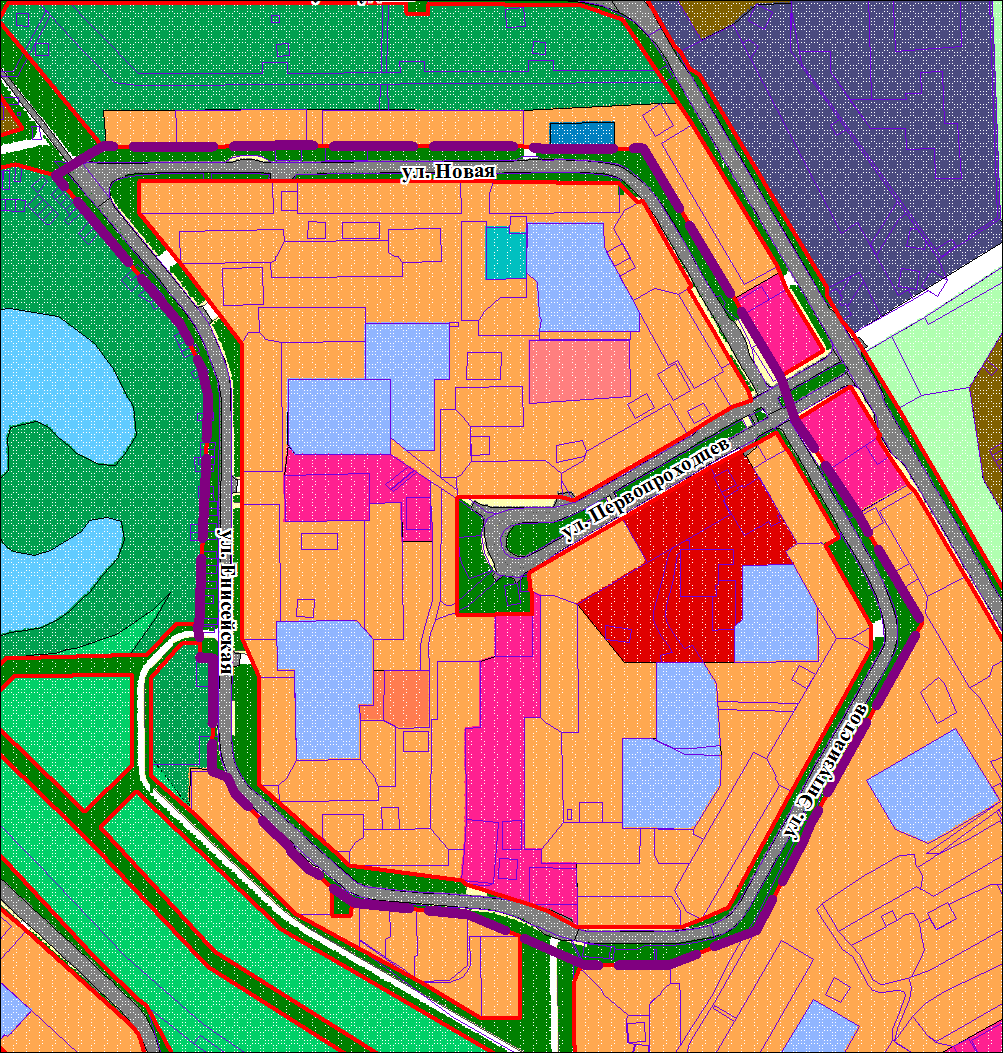 ул. Новая
ул. Первопроходцев
ул. Енисейская
ул. Энтузиастов